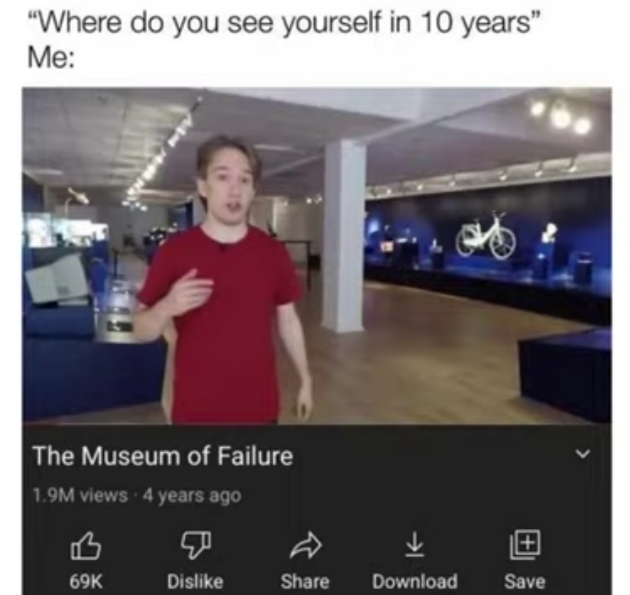 “Where do you see yourself in 10 years”
Me:
The Museum of Failure
1.9M views · 4 years ago
69K Dislike Share Download Save